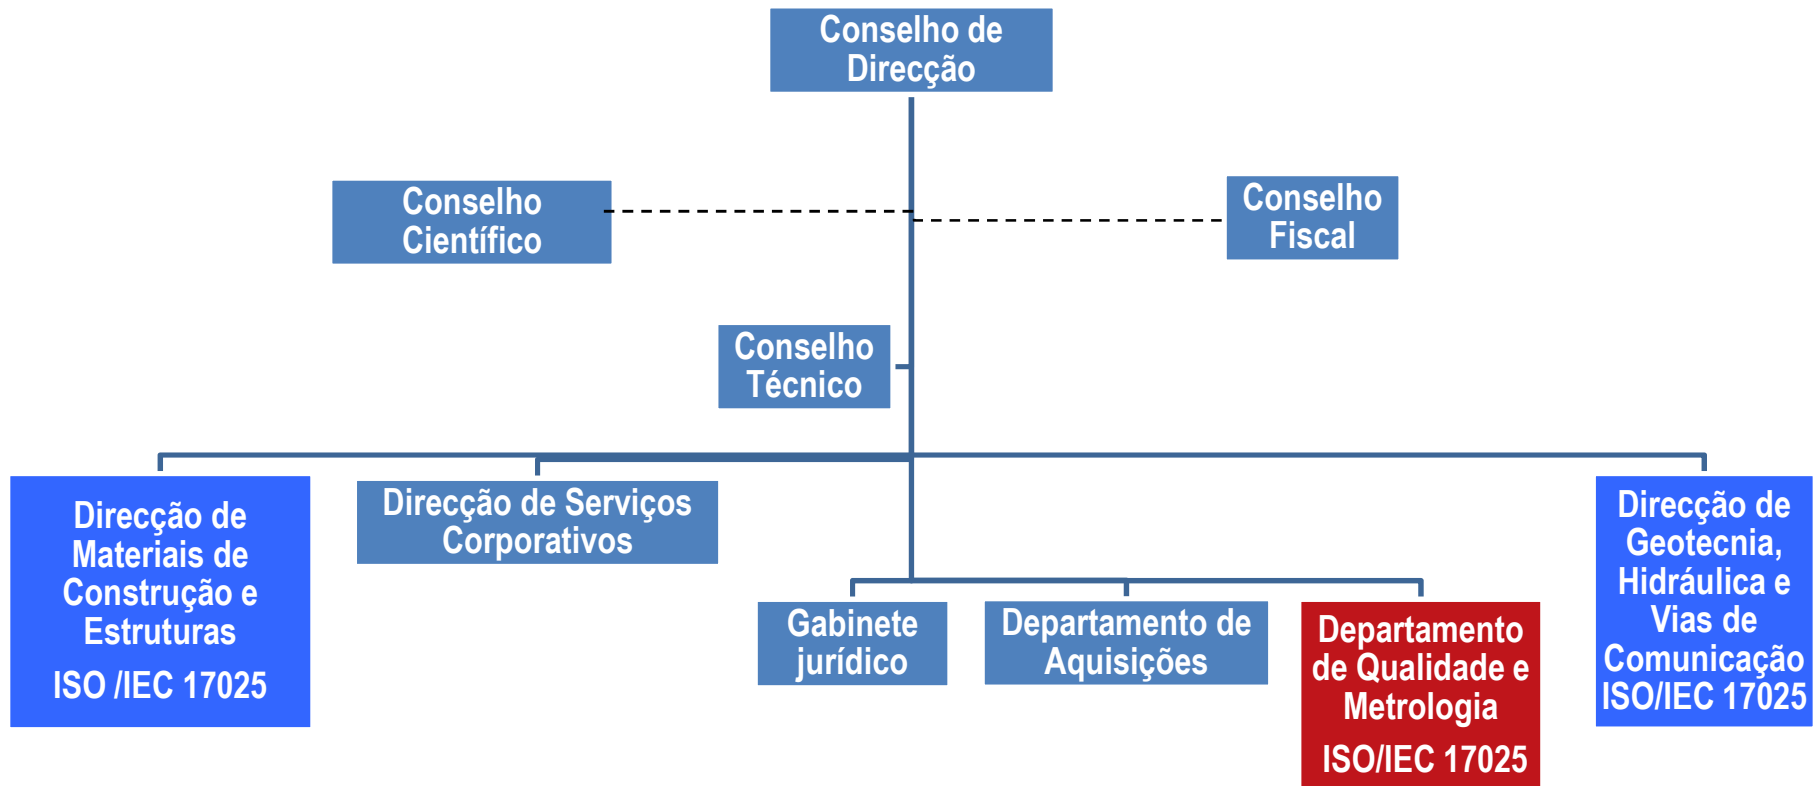 Conselho de
Direcção
Conselho
Científico
Conselho
Fiscal
Conselho
Técnico
Direcção de
Materiais de
Construção e
Estruturas
ISO /IEC 17025
Direcção de Serviços
Corporativos
Gabinete
jurídico
Departamento de
Aquisições
Departamento
de Qualidade e
Metrologia
ISO/IEC 17025
Direcção de
Geotecnia,
Hidráulica e
Vias de
Comunicação
ISO/IEC 17025